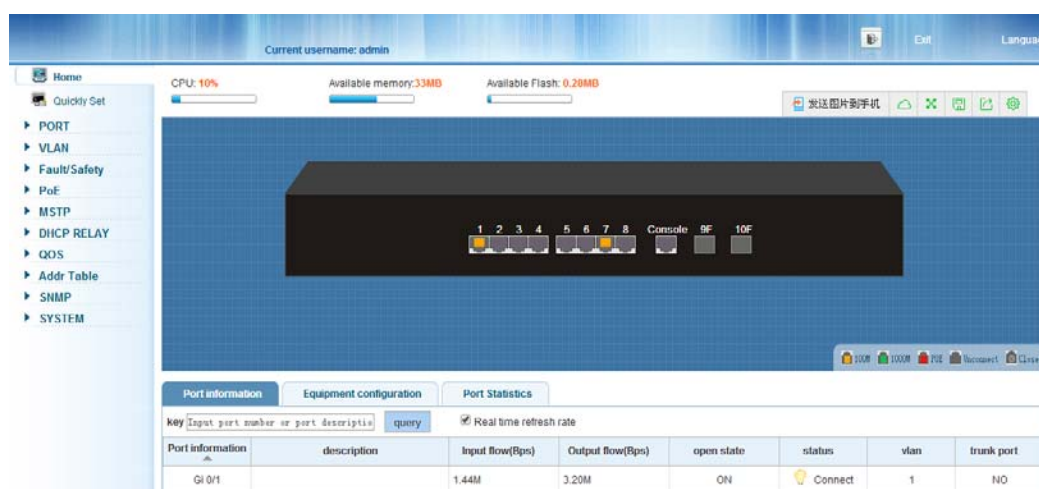 Current username: admin
Exit
Langua
Home
Quickly Set
PORT
VLAN
Fault/Safety
PoE
MSTP
DHCP RELAY
QOS
Addr Table
SNMP
SYSTEM
CPU: 10%
Available memory:33MB
Available Flash: 0.20MB
发送图片到手机
1 2 3 4 5 6 7 8 Console 9F 10F
100M 1000M POE Unconnect Close
Port information
Equipment configuration
Port Statistics
key Input port number or port descriptio query Real time refresh rate
Port information description Input flow(Bps) Output flow(Bps) open state status vlan trunk port
GI 0/1 1.44M 3.20M ON Connect 1 NO